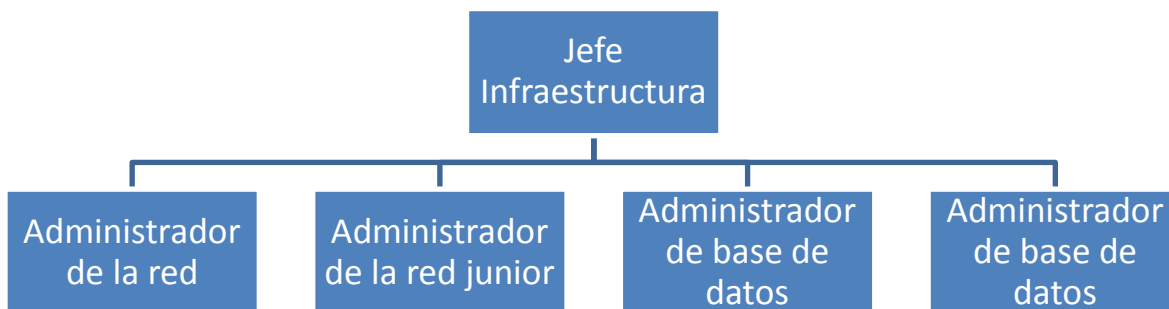 Jefe
Infraestructura
Administrador
de la red
Administrador
de la red junior
Administrador
de base de
datos
Administrador
de base de
datos